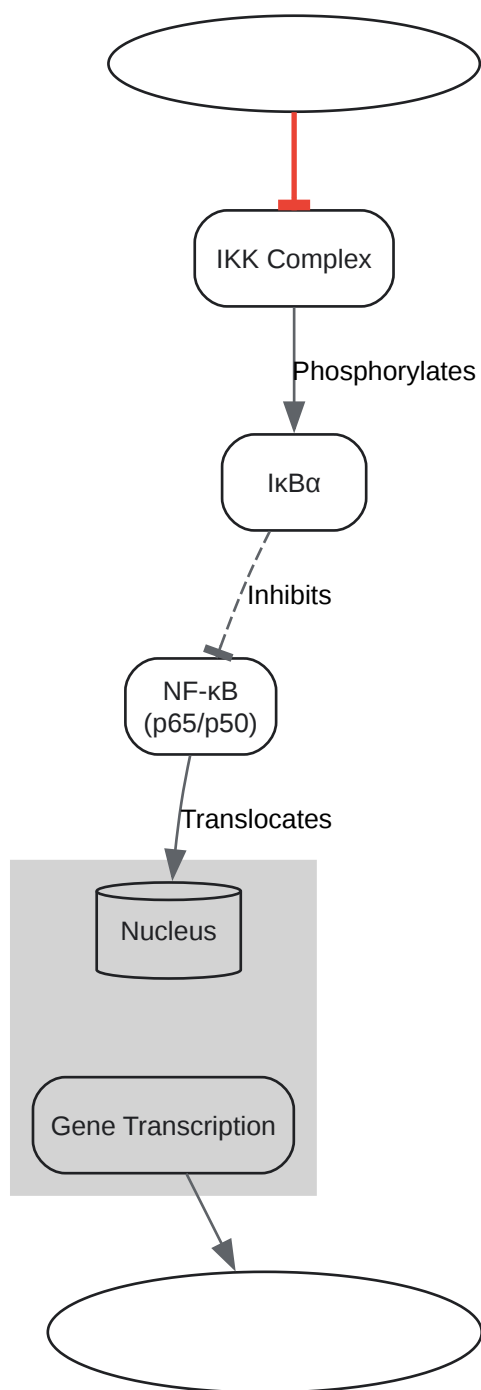 IKK Complex
Phosphorylates
IκBα
Inhibits
NF-κB
(p65/p50)
Translocates
Nucleus
Gene Transcription